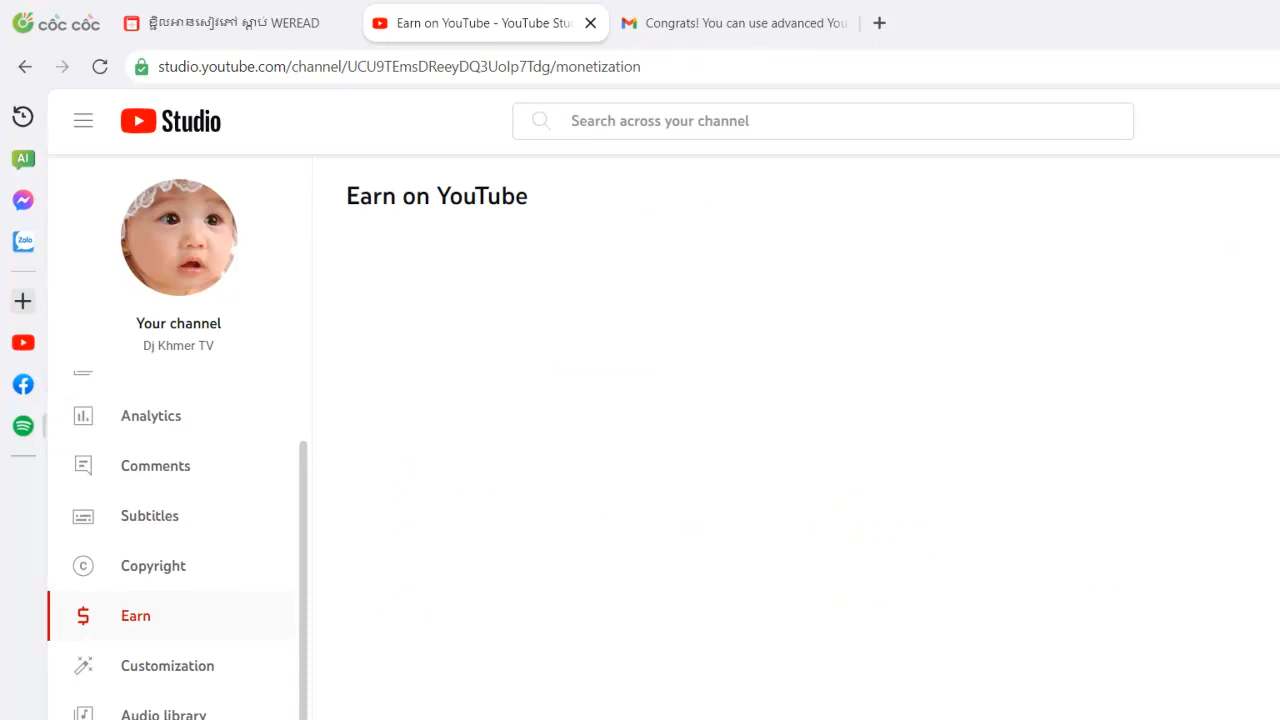 cốc cốc
ឌីលអានសៀវភៅ ស្តាប់ WEREAD
Earn on YouTube - YouTube Stu
Congrats! You can use advanced You
studio.youtube.com/channel/UCU9TEmsDReeyDQ3UoIp7Tdg/monetization
AI
Zalo
Studio
Search across your channel
Earn on YouTube
Your channel
Dj Khmer TV
Analytics
Comments
Subtitles
Copyright
Earn
Customization
Audio library